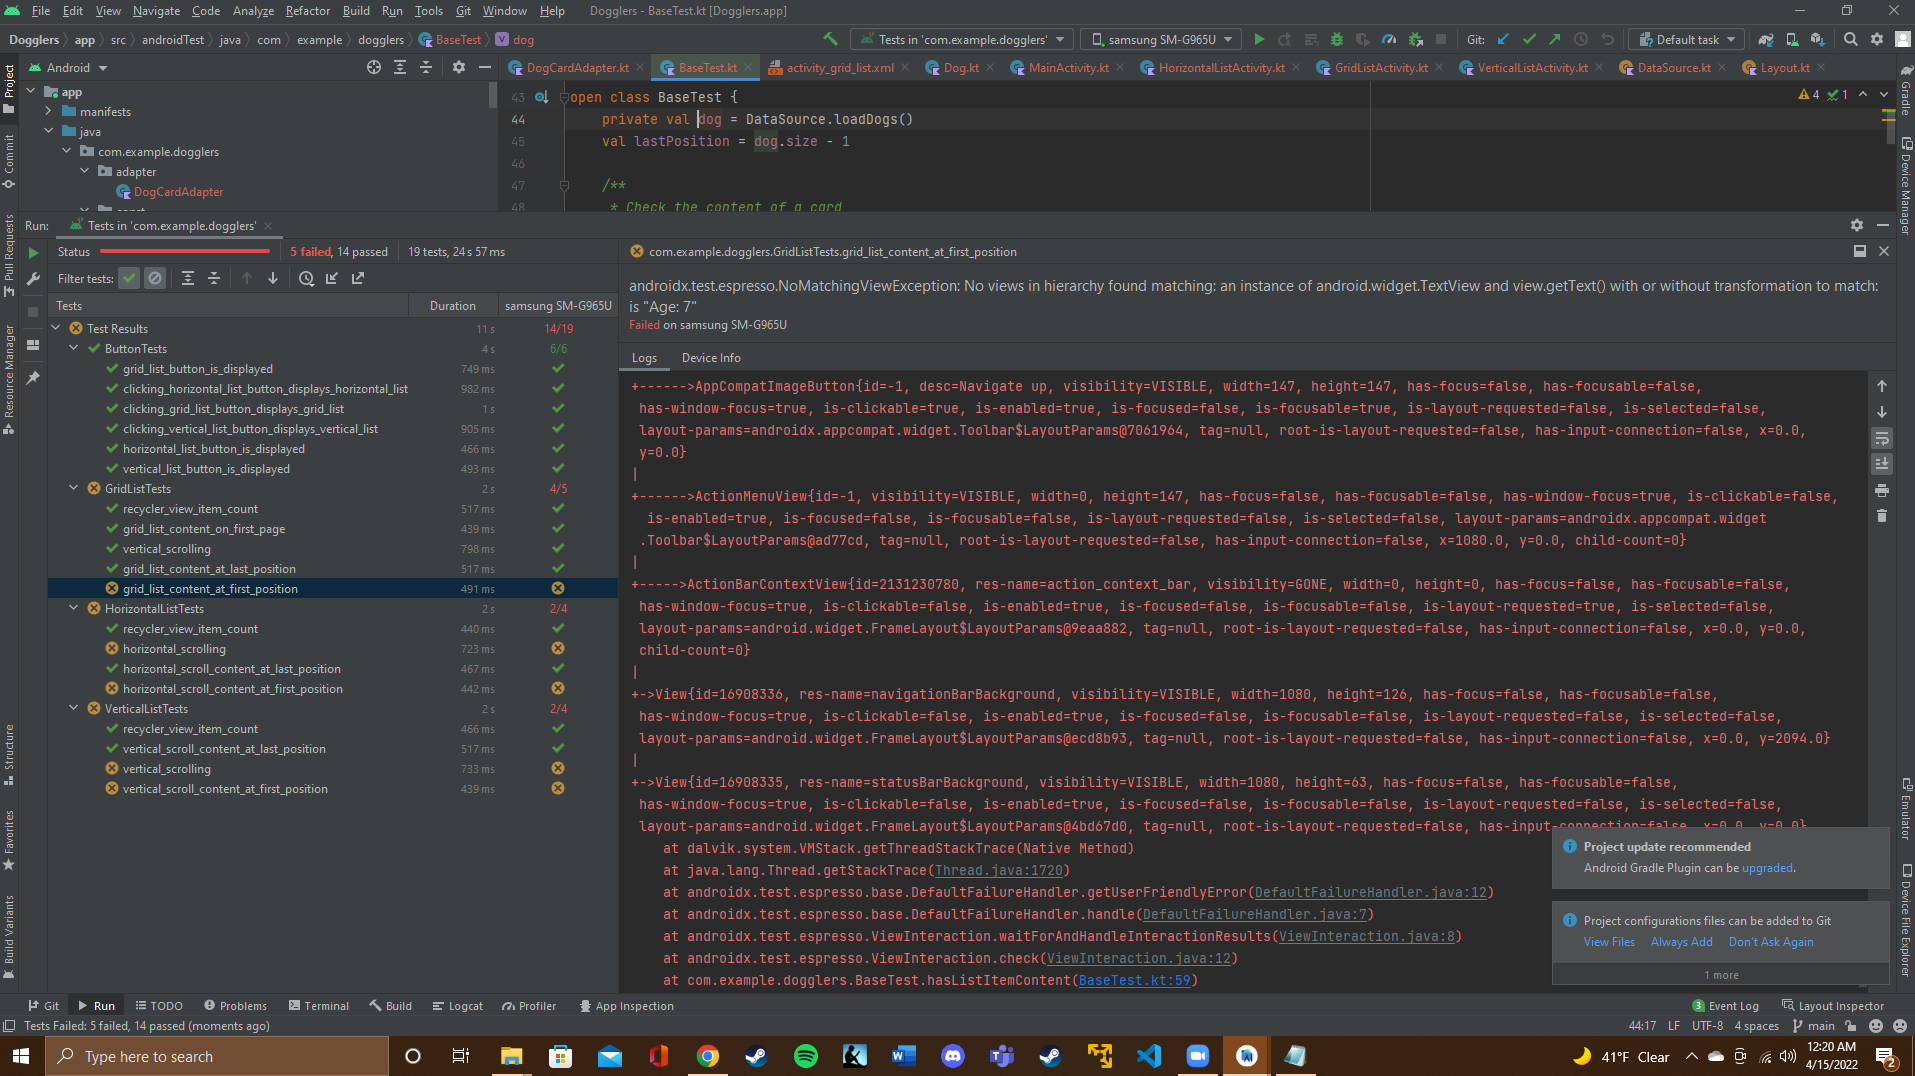 File Edit View Navigate Code Analyze Refactor Build Run Tools Git Window Help Dogglers - BaseTest.kt [Dogglers.app]
Dogglers app src androidTest java com example dogglers BaseTest dog Tests in 'com.example.dogglers' samsung SM-G965U Git: Default task
Android DogCardAdapter.kt BaseTest.kt activity_grid_list.xml Dog.kt MainActivity.kt HorizontalListActivity.kt GridListActivity.kt VerticalListActivity.kt DataSource.kt Layout.kt
app
manifests
java
com.example.dogglers
adapter
DogCardAdapter
43 open class BaseTest { 4 1
44 private val dog = DataSource.loadDogs()
45 val lastPosition = dog.size - 1
46
47 /**
48 * Check the content of a card
Run: Tests in 'com.example.dogglers'
Status 5 failed, 14 passed 19 tests, 24 s 57 ms
Filter tests:
Tests Duration samsung SM-G965U
Test Results 11 s 14/19
ButtonTests 4 s 6/6
grid_list_button_is_displayed 749 ms
clicking_horizontal_list_button_displays_horizontal_list 982 ms
clicking_grid_list_button_displays_grid_list 1 s
clicking_vertical_list_button_displays_vertical_list 905 ms
horizontal_list_button_is_displayed 466 ms
vertical_list_button_is_displayed 493 ms
GridListTests 2 s 4/5
recycler_view_item_count 517 ms
grid_list_content_on_first_page 439 ms
vertical_scrolling 798 ms
grid_list_content_at_last_position 517 ms
grid_list_content_at_first_position 491 ms
HorizontalListTests 2 s 2/4
recycler_view_item_count 440 ms
horizontal_scrolling 723 ms
horizontal_scroll_content_at_last_position 467 ms
horizontal_scroll_content_at_first_position 442 ms
VerticalListTests 2 s 2/4
recycler_view_item_count 466 ms
vertical_scroll_content_at_last_position 517 ms
vertical_scrolling 733 ms
vertical_scroll_content_at_first_position 439 ms
com.example.dogglers.GridListTests.grid_list_content_at_first_position
androidx.test.espresso.NoMatchingViewException: No views in hierarchy found matching: an instance of android.widget.TextView and view.getText() with or without transformation to match:
is "Age: 7"
Failed on samsung SM-G965U
Logs Device Info
+------>AppCompatImageButton{id=-1, desc=Navigate up, visibility=VISIBLE, width=147, height=147, has-focus=false, has-focusable=false,
has-window-focus=true, is-clickable=true, is-enabled=true, is-focused=false, is-focusable=true, is-layout-requested=false, is-selected=false,
layout-params=androidx.appcompat.widget.Toolbar$LayoutParams@7061964, tag=null, root-is-layout-requested=false, has-input-connection=false, x=0.0,
y=0.0}
|
+------>ActionMenuView{id=-1, visibility=VISIBLE, width=0, height=147, has-focus=false, has-focusable=false, has-window-focus=true, is-clickable=false,
is-enabled=true, is-focused=false, is-focusable=false, is-layout-requested=false, is-selected=false, layout-params=androidx.appcompat.widget
.Toolbar$LayoutParams@ad77cd, tag=null, root-is-layout-requested=false, has-input-connection=false, x=1080.0, y=0.0, child-count=0}
|
+----->ActionBarContextView{id=2131230780, res-name=action_context_bar, visibility=GONE, width=0, height=0, has-focus=false, has-focusable=false,
has-window-focus=true, is-clickable=false, is-enabled=true, is-focused=false, is-focusable=false, is-layout-requested=true, is-selected=false,
layout-params=android.widget.FrameLayout$LayoutParams@9eaa882, tag=null, root-is-layout-requested=false, has-input-connection=false, x=0.0, y=0.0,
child-count=0}
|
+->View{id=16908336, res-name=navigationBarBackground, visibility=VISIBLE, width=1080, height=126, has-focus=false, has-focusable=false,
has-window-focus=true, is-clickable=false, is-enabled=true, is-focused=false, is-focusable=false, is-layout-requested=false, is-selected=false,
layout-params=android.widget.FrameLayout$LayoutParams@ecd8b93, tag=null, root-is-layout-requested=false, has-input-connection=false, x=0.0, y=2094.0}
|
+->View{id=16908335, res-name=statusBarBackground, visibility=VISIBLE, width=1080, height=63, has-focus=false, has-focusable=false,
has-window-focus=true, is-clickable=false, is-enabled=true, is-focused=false, is-focusable=false, is-layout-requested=false, is-selected=false,
layout-params=android.widget.FrameLayout$LayoutParams@4bd67d0, tag=null, root-is-layout-requested=false, has-input-connection=false, x=0.0, y=0.0}
at dalvik.system.VMStack.getThreadStackTrace(Native Method)
at java.lang.Thread.getStackTrace(Thread.java:1720)
at androidx.test.espresso.base.DefaultFailureHandler.getUserFriendlyError(DefaultFailureHandler.java:12)
at androidx.test.espresso.base.DefaultFailureHandler.handle(DefaultFailureHandler.java:7)
at androidx.test.espresso.ViewInteraction.waitForAndHandleInteractionResults(ViewInteraction.java:8)
at androidx.test.espresso.ViewInteraction.check(ViewInteraction.java:12)
at com.example.dogglers.BaseTest.hasListItemContent(BaseTest.kt:59)
Project update recommended
Android Gradle Plugin can be upgraded.
Project configurations files can be added to Git
View Files Always Add Don't Ask Again
1 more
Project
Commit
Pull Requests
Resource Manager
Structure
Favorites
Build Variants
Gradle
Device Manager
Emulator
Device File Explorer
Git Run TODO Problems Terminal Build Logcat Profiler App Inspection 3 Event Log Layout Inspector
Tests Failed: 5 failed, 14 passed (moments ago) 44:17 LF UTF-8 4 spaces main
Type here to search 41°F Clear 12:20 AM
4/15/2022 2